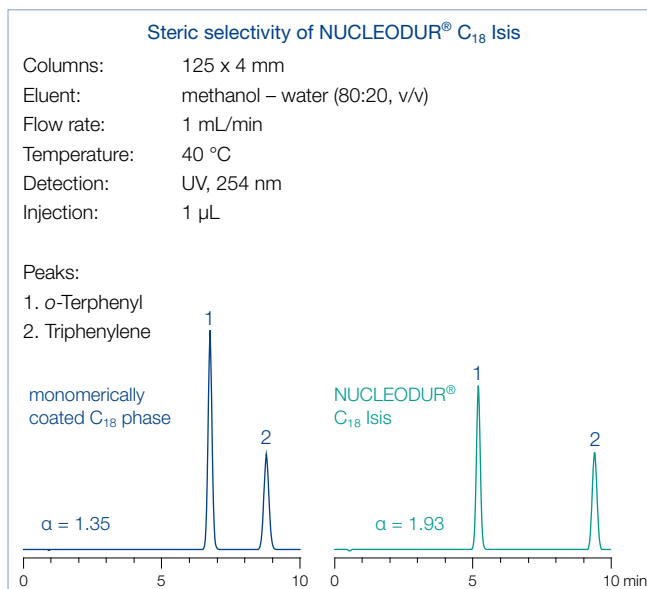 Steric selectivity of NUCLEODUR® C₁₈ Isis
Columns: 125 x 4 mm
Eluent: methanol – water (80:20, v/v)
Flow rate: 1 mL/min
Temperature: 40 °C
Detection: UV, 254 nm
Injection: 1 µL
Peaks:
1. o-Terphenyl
2. Triphenylene
monomerically
coated C₁₈ phase
1
2
α = 1.35
0 5 10
NUCLEODUR®
C₁₈ Isis
1
2
α = 1.93
0 5 10 min